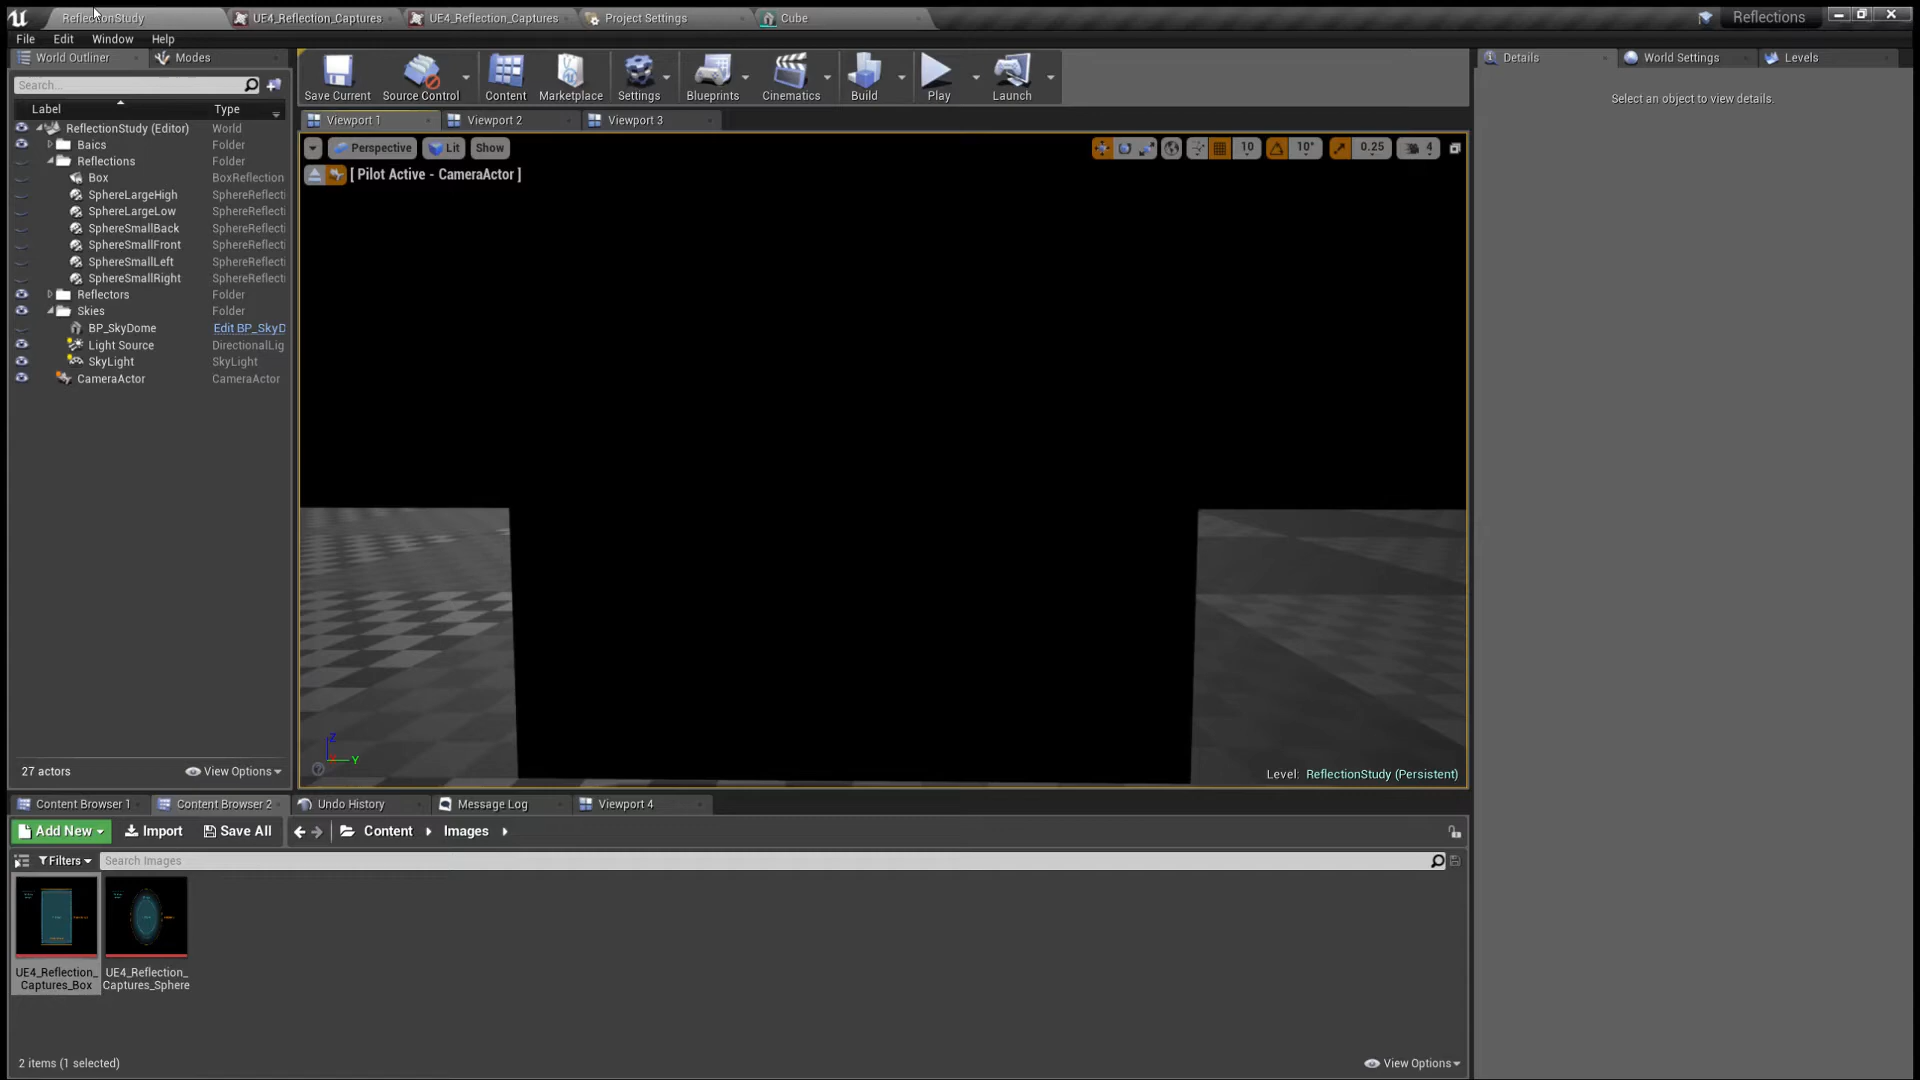 ReflectionStudy
UE4_Reflection_Captures
UE4_Reflection_Captures
Project Settings
Cube
Reflections
File
Edit
Window
Help
World Outliner
Modes
Search...
Label
Type
ReflectionStudy (Editor)
World
Baics
Folder
Reflections
Folder
Box
BoxReflection
SphereLargeHigh
SphereReflecti
SphereLargeLow
SphereReflecti
SphereSmallBack
SphereReflecti
SphereSmallFront
SphereReflecti
SphereSmallLeft
SphereReflecti
SphereSmallRight
SphereReflecti
Reflectors
Folder
Skies
Folder
BP_SkyDome
Edit BP_SkyD
Light Source
DirectionalLig
SkyLight
SkyLight
CameraActor
CameraActor
27 actors
View Options
Save Current
Source Control
Content
Marketplace
Settings
Blueprints
Cinematics
Build
Play
Launch
Viewport 1
Viewport 2
Viewport 3
Perspective
Lit
Show
10
10°
0.25
4
[ Pilot Active - CameraActor ]
Z
Y
Level: ReflectionStudy (Persistent)
Details
World Settings
Levels
Select an object to view details.
Content Browser 1
Content Browser 2
Undo History
Message Log
Viewport 4
Add New
Import
Save All
Content
Images
Filters
Search Images
UE4_Reflection_
Captures_Box
UE4_Reflection_
Captures_Sphere
2 items (1 selected)
View Options